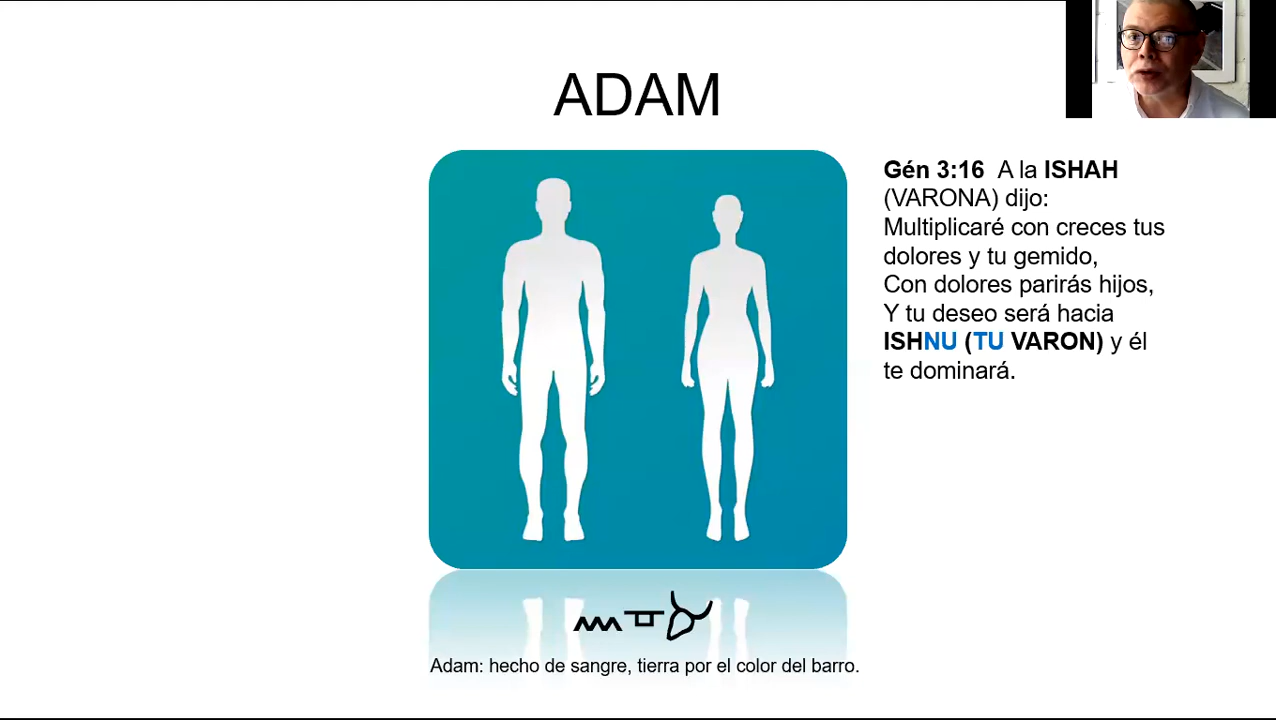 ADAM
Gén 3:16 A la ISHAH
(VARONA) dijo:
Multiplicaré con creces tus
dolores y tu gemido,
Con dolores parirás hijos,
Y tu deseo será hacia
ISHNU (TU VARON) y él
te dominará.
Adam: hecho de sangre, tierra por el color del barro.